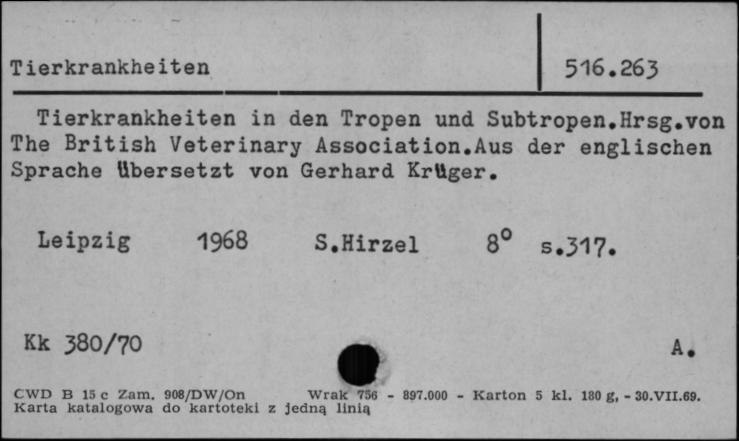 Tierkrankheiten 516.263
Tierkrankheiten in den Tropen und Subtropen.Hrsg.von
The British Veterinary Association.Aus der englischen
Sprache übersetzt von Gerhard Krüger.
Leipzig 1968 S.Hirzel 8° s.317.
Kk 380/70 A.
CWD B 15 c Zam. 908/DW/On Wrak 756 - 897.000 - Karton 5 kl. 180 g, - 30.VII.69.
Karta katalogowa do kartoteki z jedną linią